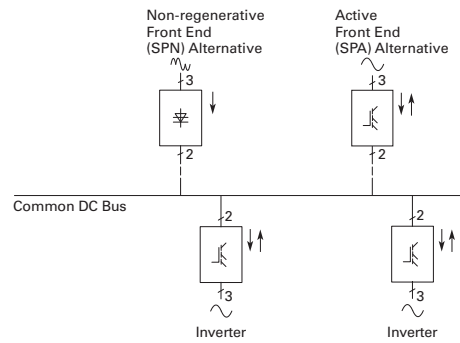 Non-regenerative
Front End
(SPN) Alternative
Active
Front End
(SPA) Alternative
3
3
2
2
Common DC Bus
2
2
3
3
Inverter
Inverter